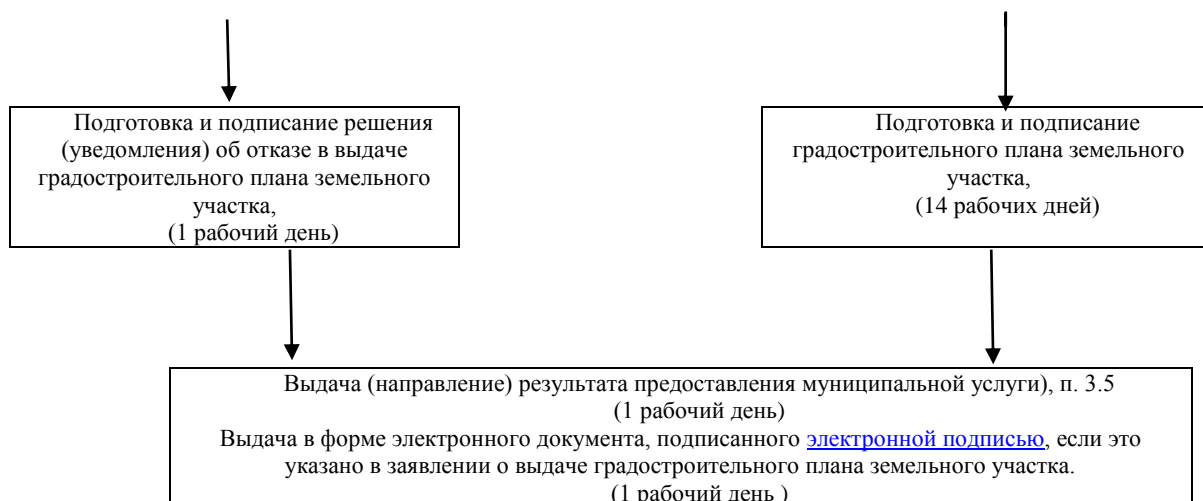 Подготовка и подписание решения
(уведомления) об отказе в выдаче
градостроительного плана земельного
участка,
(1 рабочий день)
Подготовка и подписание
градостроительного плана земельного
участка,
(14 рабочих дней)
Выдача (направление) результата предоставления муниципальной услуги), п. 3.5
(1 рабочий день)
Выдача в форме электронного документа, подписанного электронной подписью, если это
указано в заявлении о выдаче градостроительного плана земельного участка.
(1 рабочий день )